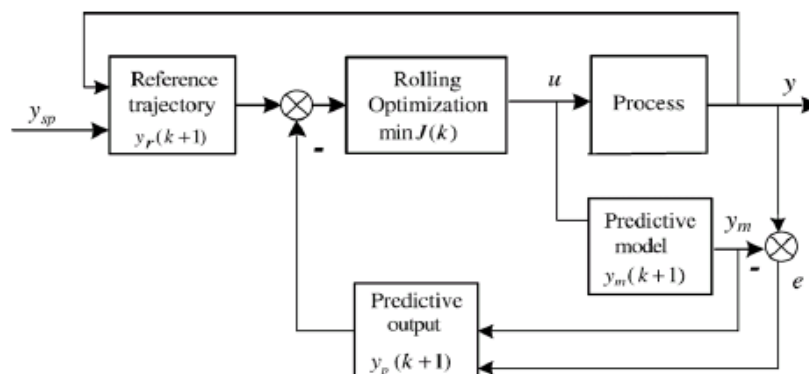 y_sp
Reference
trajectory
y_r(k+1)
-
Rolling
Optimization
min J(k)
u
Process
y
Predictive
model
y_m(k+1)
y_m
-
e
Predictive
output
y_p(k+1)